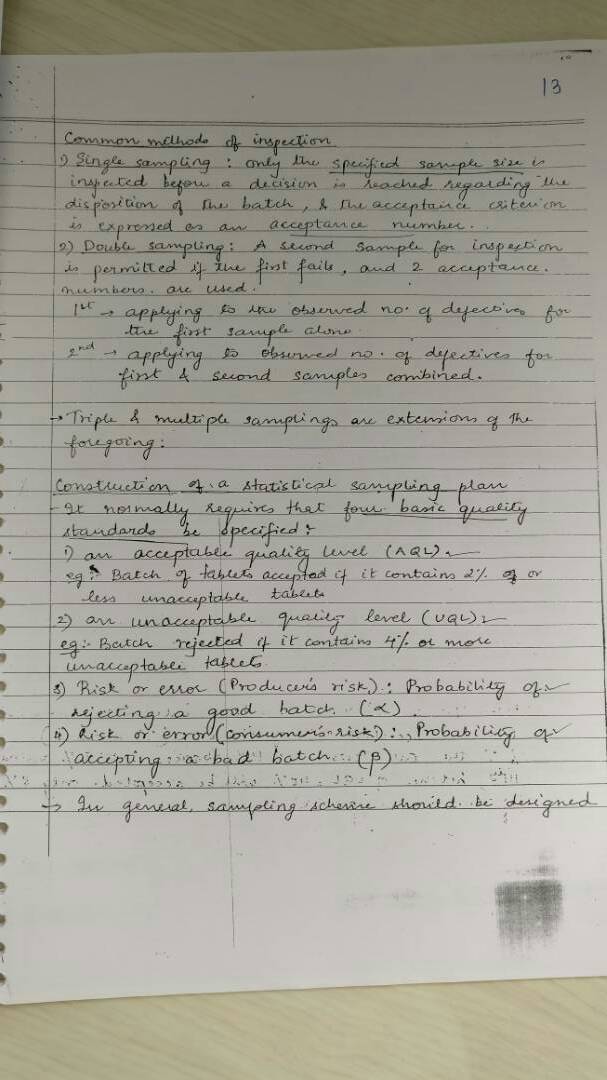 13
Common methods of inspection
1) Single sampling : only the specified sample size is
inspected before a decision is reached regarding the
disposition of the batch, & the acceptance criterion
is expressed as an acceptance number.
2) Double sampling : A second sample for inspection
is permitted if the first fails, and 2 acceptance.
numbers. are used.
1st → applying to the observed no. of defectives for
the first sample alone.
2nd → applying to observed no. of defectives for
first & second samples combined.
→ Triple & multiple samplings are extensions of the
foregoing :
Construction of a statistical sampling plan
- It normally requires that four basic quality
standards be specified :
1) an acceptable quality level (AQL)
eg :- Batch of tablets accepted if it contains 2% or
less unacceptable tablets
2) an unacceptable quality level (UQL)
eg :- Batch rejected if it contains 4% or more
unacceptable tablets.
3) Risk or error (Producer's risk) : Probability of
rejecting a good batch. (α)
4) Risk or error (consumer's risk) : Probability of
accepting a bad batch (β)
→ In general, sampling scheme should be designed